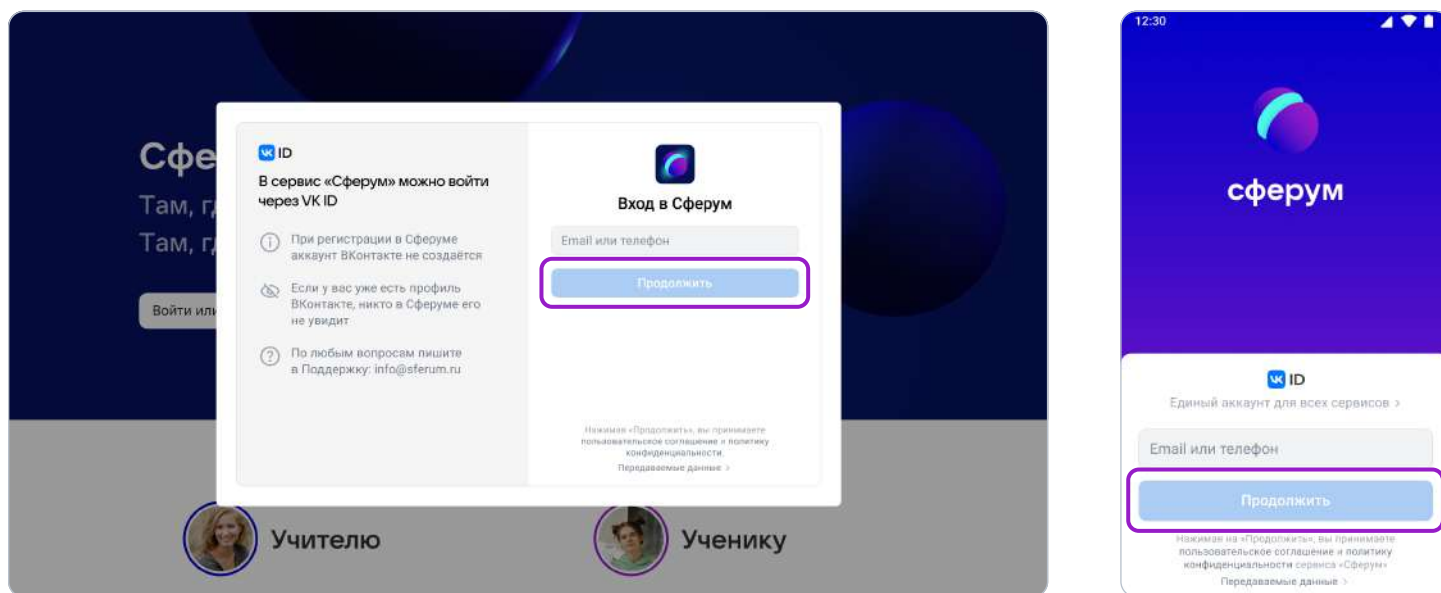 Сфе
Там, г
Там, г
Войти или
VK ID
В сервис «Сферум» можно войти
через VK ID
При регистрации в Сферуме
аккаунт ВКонтакте не создаётся
Если у вас уже есть профиль
ВКонтакте, никто в Сферуме его
не увидит
По любым вопросам пишите
в Поддержку: info@sferum.ru
Вход в Сферум
Email или телефон
Продолжить
Нажимая «Продолжить», вы принимаете
пользовательское соглашение и политику
конфиденциальности.
Передаваемые данные >
Учителю
Ученику
12:30
сферум
VK ID
Единый аккаунт для всех сервисов >
Email или телефон
Продолжить
Нажимая на «Продолжить», вы принимаете
пользовательское соглашение и политику
конфиденциальности сервиса «Сферум»
Передаваемые данные >